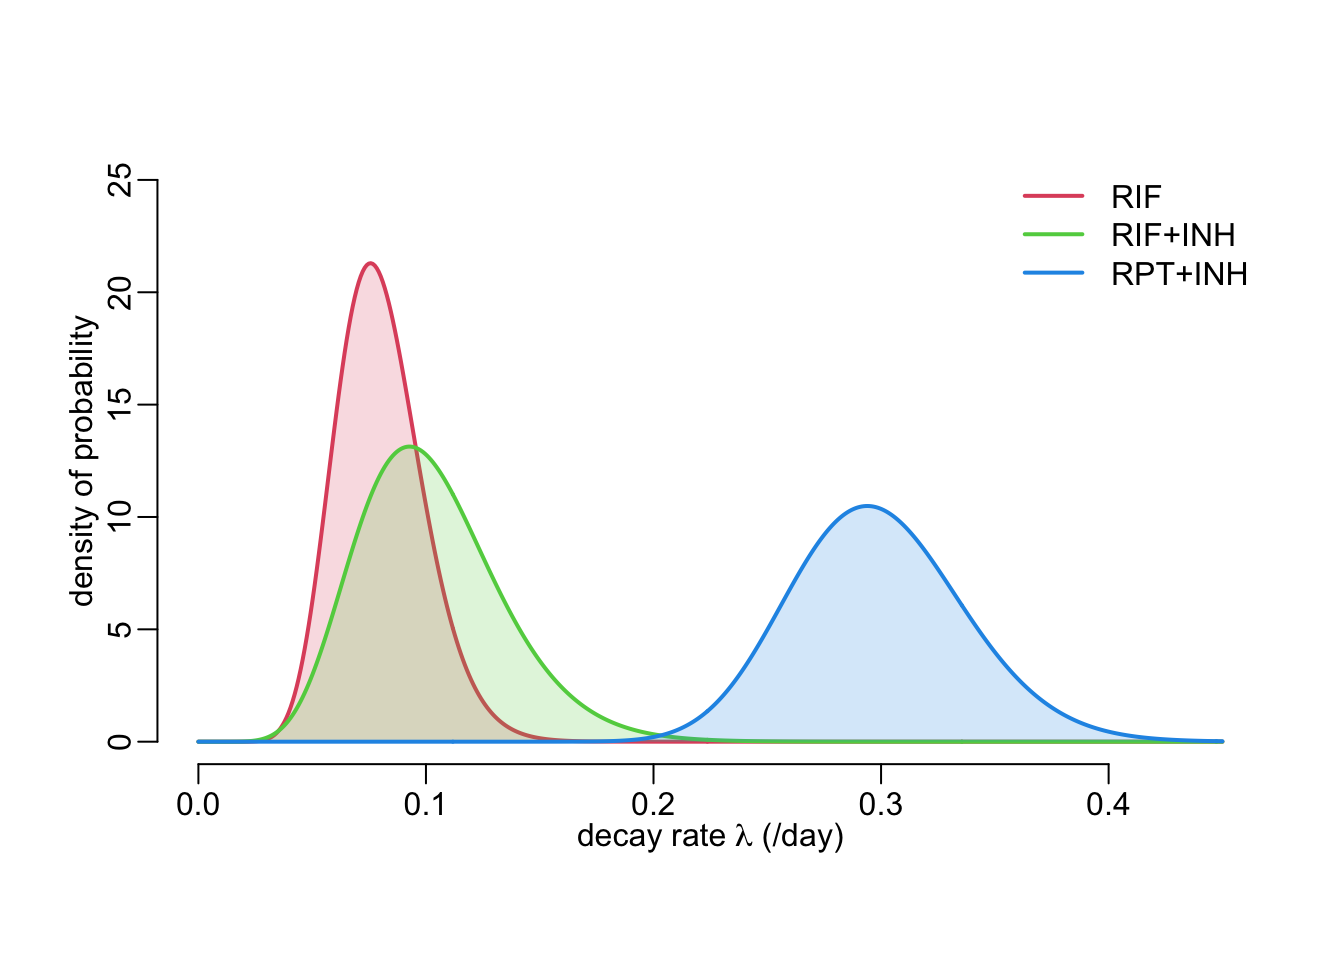 RIF
RIF+INH
RPT+INH
density of probability
25
20
15
10
5
0
0.0 0.1 0.2 0.3 0.4
decay rate λ (/day)